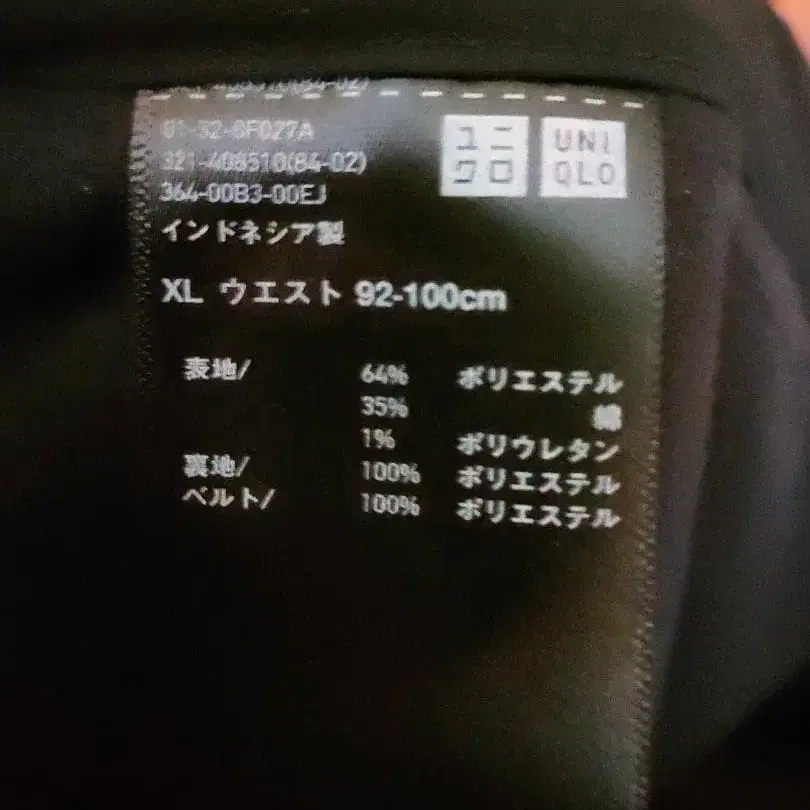 01-32-6F027A
321-408510(84-02)
364-00B3-00EJ
ユニ
クロ
UNI
QLO
インドネシア製
XL ウエスト 92-100cm
表地/ 64% ポリエステル
35% 綿
1% ポリウレタン
裏地/ 100% ポリエステル
ベルト/ 100% ポリエステル